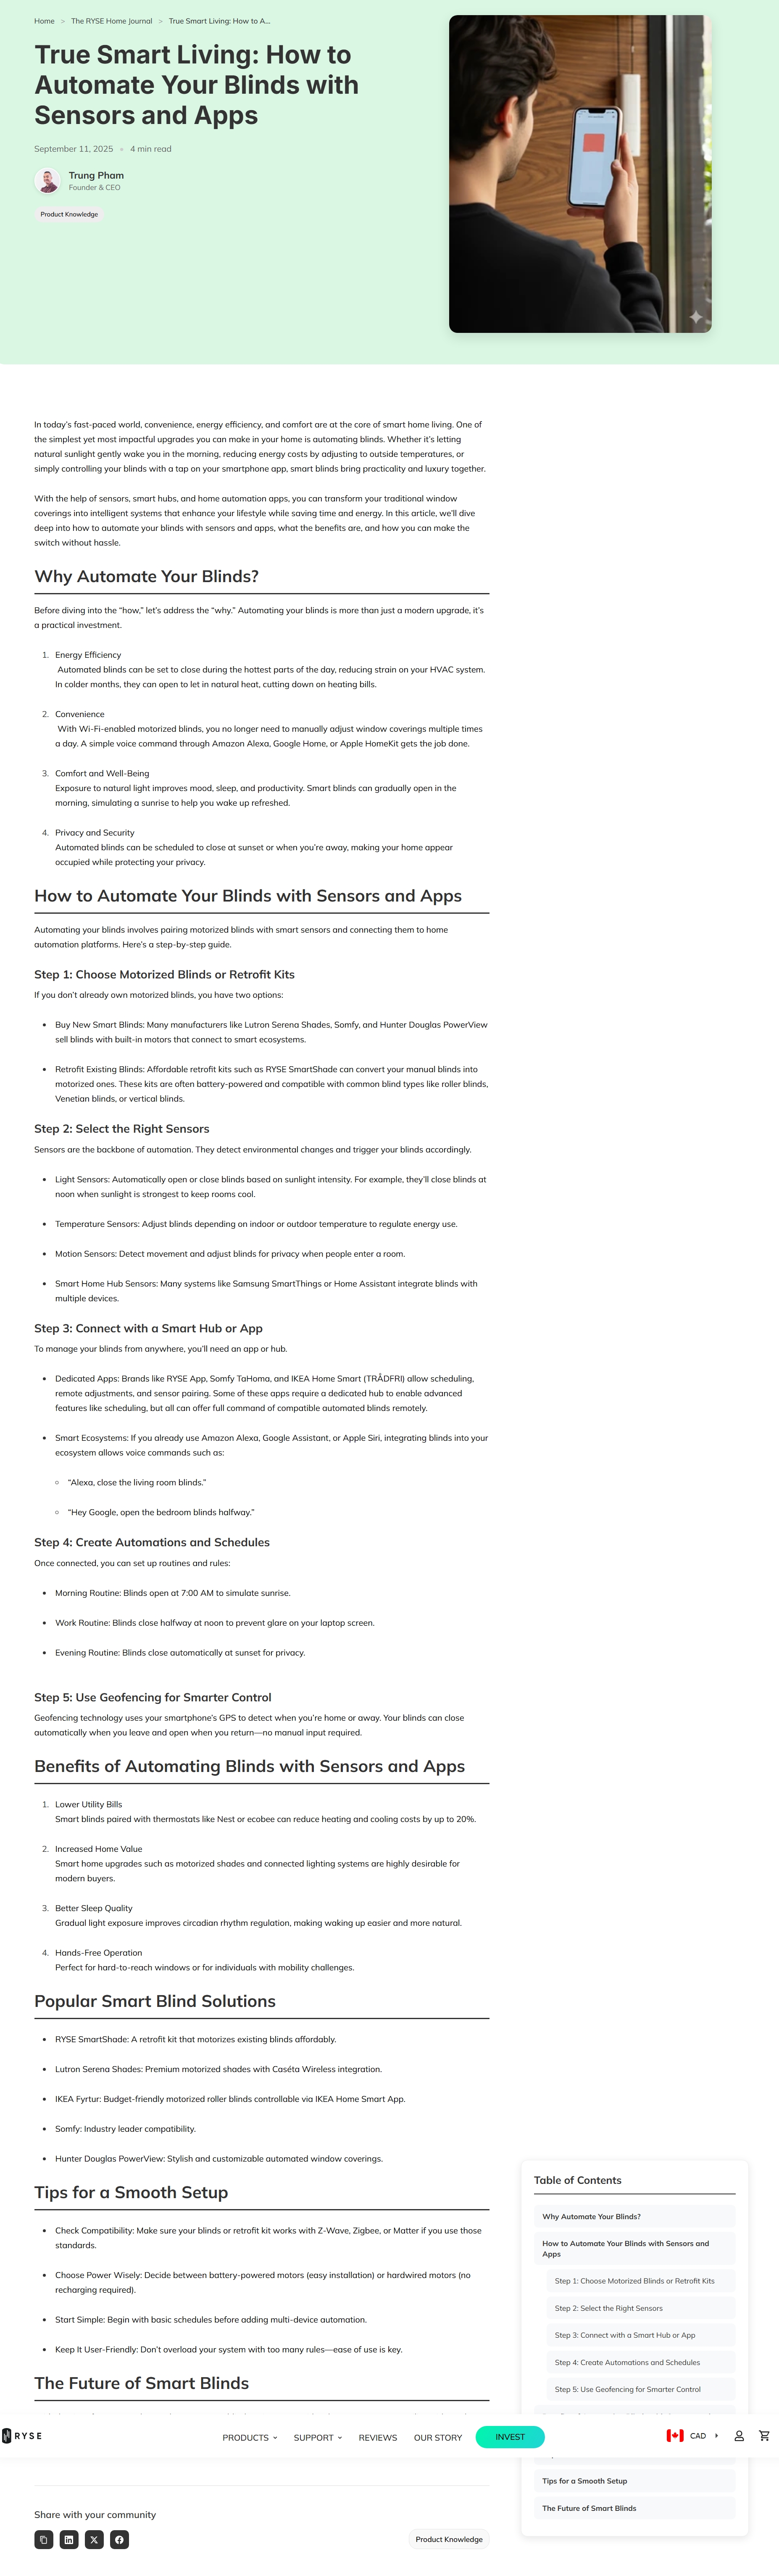 Home > The RYSE Home Journal > True Smart Living: How to A...
True Smart Living: How to
Automate Your Blinds with
Sensors and Apps
September 11, 2025 • 4 min read
Trung Pham
Founder & CEO
Product Knowledge
In today’s fast-paced world, convenience, energy efficiency, and comfort are at the core of smart home living. One of
the simplest yet most impactful upgrades you can make in your home is automating blinds. Whether it’s letting
natural sunlight gently wake you in the morning, reducing energy costs by adjusting to outside temperatures, or
simply controlling your blinds with a tap on your smartphone app, smart blinds bring practicality and luxury together.
With the help of sensors, smart hubs, and home automation apps, you can transform your traditional window
coverings into intelligent systems that enhance your lifestyle while saving time and energy. In this article, we’ll dive
deep into how to automate your blinds with sensors and apps, what the benefits are, and how you can make the
switch without hassle.
Why Automate Your Blinds?
Before diving into the “how,” let’s address the “why.” Automating your blinds is more than just a modern upgrade, it’s
a practical investment.
1. Energy Efficiency
Automated blinds can be set to close during the hottest parts of the day, reducing strain on your HVAC system.
In colder months, they can open to let in natural heat, cutting down on heating bills.
2. Convenience
With Wi-Fi-enabled motorized blinds, you no longer need to manually adjust window coverings multiple times
a day. A simple voice command through Amazon Alexa, Google Home, or Apple HomeKit gets the job done.
3. Comfort and Well-Being
Exposure to natural light improves mood, sleep, and productivity. Smart blinds can gradually open in the
morning, simulating a sunrise to help you wake up refreshed.
4. Privacy and Security
Automated blinds can be scheduled to close at sunset or when you’re away, making your home appear
occupied while protecting your privacy.
How to Automate Your Blinds with Sensors and Apps
Automating your blinds involves pairing motorized blinds with smart sensors and connecting them to home
automation platforms. Here’s a step-by-step guide.
Step 1: Choose Motorized Blinds or Retrofit Kits
If you don’t already own motorized blinds, you have two options:
• Buy New Smart Blinds: Many manufacturers like Lutron Serena Shades, Somfy, and Hunter Douglas PowerView
sell blinds with built-in motors that connect to smart ecosystems.
• Retrofit Existing Blinds: Affordable retrofit kits such as RYSE SmartShade can convert your manual blinds into
motorized ones. These kits are often battery-powered and compatible with common blind types like roller blinds,
Venetian blinds, or vertical blinds.
Step 2: Select the Right Sensors
Sensors are the backbone of automation. They detect environmental changes and trigger your blinds accordingly.
• Light Sensors: Automatically open or close blinds based on sunlight intensity. For example, they’ll close blinds at
noon when sunlight is strongest to keep rooms cool.
• Temperature Sensors: Adjust blinds depending on indoor or outdoor temperature to regulate energy use.
• Motion Sensors: Detect movement and adjust blinds for privacy when people enter a room.
• Smart Home Hub Sensors: Many systems like Samsung SmartThings or Home Assistant integrate blinds with
multiple devices.
Step 3: Connect with a Smart Hub or App
To manage your blinds from anywhere, you’ll need an app or hub.
• Dedicated Apps: Brands like RYSE App, Somfy TaHoma, and IKEA Home Smart (TRÅDFRI) allow scheduling,
remote adjustments, and sensor pairing. Some of these apps require a dedicated hub to enable advanced
features like scheduling, but all can offer full command of compatible automated blinds remotely.
• Smart Ecosystems: If you already use Amazon Alexa, Google Assistant, or Apple Siri, integrating blinds into your
ecosystem allows voice commands such as:
◦ “Alexa, close the living room blinds.”
◦ “Hey Google, open the bedroom blinds halfway.”
Step 4: Create Automations and Schedules
Once connected, you can set up routines and rules:
• Morning Routine: Blinds open at 7:00 AM to simulate sunrise.
• Work Routine: Blinds close halfway at noon to prevent glare on your laptop screen.
• Evening Routine: Blinds close automatically at sunset for privacy.
Step 5: Use Geofencing for Smarter Control
Geofencing technology uses your smartphone’s GPS to detect when you’re home or away. Your blinds can close
automatically when you leave and open when you return—no manual input required.
Benefits of Automating Blinds with Sensors and Apps
1. Lower Utility Bills
Smart blinds paired with thermostats like Nest or ecobee can reduce heating and cooling costs by up to 20%.
2. Increased Home Value
Smart home upgrades such as motorized shades and connected lighting systems are highly desirable for
modern buyers.
3. Better Sleep Quality
Gradual light exposure improves circadian rhythm regulation, making waking up easier and more natural.
4. Hands-Free Operation
Perfect for hard-to-reach windows or for individuals with mobility challenges.
Popular Smart Blind Solutions
• RYSE SmartShade: A retrofit kit that motorizes existing blinds affordably.
• Lutron Serena Shades: Premium motorized shades with Caséta Wireless integration.
• IKEA Fyrtur: Budget-friendly motorized roller blinds controllable via IKEA Home Smart App.
• Somfy: Industry leader compatibility.
• Hunter Douglas PowerView: Stylish and customizable automated window coverings.
Tips for a Smooth Setup
• Check Compatibility: Make sure your blinds or retrofit kit works with Z-Wave, Zigbee, or Matter if you use those
standards.
• Choose Power Wisely: Decide between battery-powered motors (easy installation) or hardwired motors (no
recharging required).
• Start Simple: Begin with basic schedules before adding multi-device automation.
• Keep It User-Friendly: Don’t overload your system with too many rules—ease of use is key.
The Future of Smart Blinds
Table of Contents
Why Automate Your Blinds?
How to Automate Your Blinds with Sensors and
Apps
Step 1: Choose Motorized Blinds or Retrofit Kits
Step 2: Select the Right Sensors
Step 3: Connect with a Smart Hub or App
Step 4: Create Automations and Schedules
Step 5: Use Geofencing for Smarter Control
RYSE
PRODUCTS
SUPPORT
REVIEWS
OUR STORY
INVEST
CAD
Tips for a Smooth Setup
The Future of Smart Blinds
Share with your community
Product Knowledge